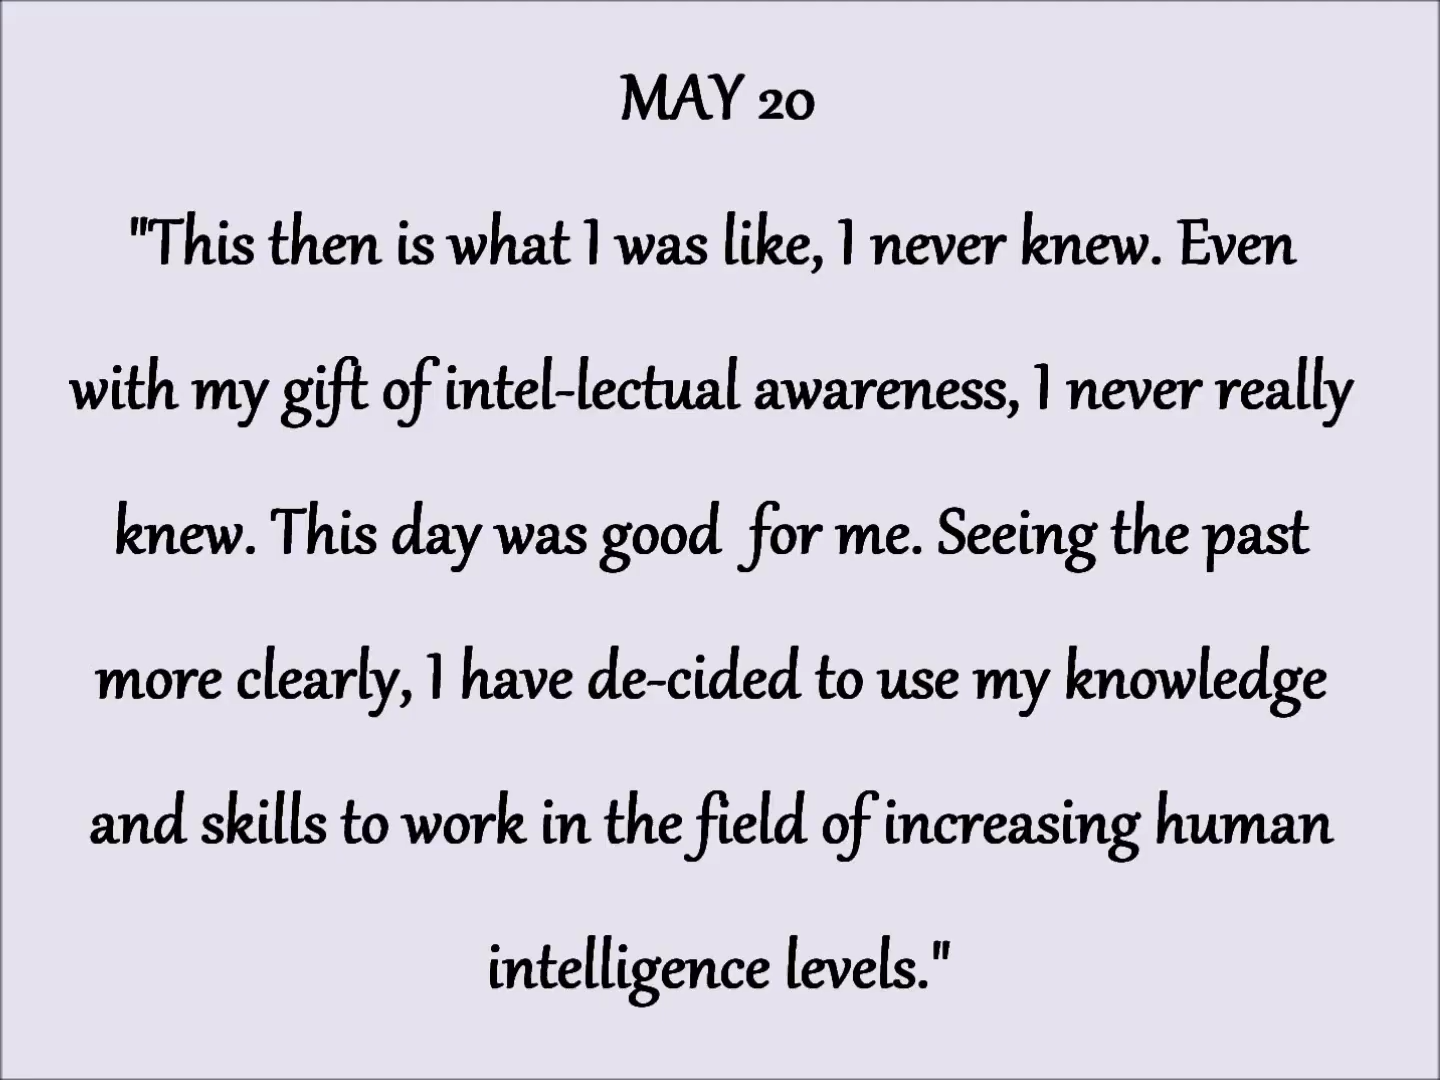 MAY 20
"This then is what I was like, I never knew. Even
with my gift of intel-lectual awareness, I never really
knew. This day was good  for me. Seeing the past
more clearly, I have de-cided to use my knowledge
and skills to work in the field of increasing human
intelligence levels."